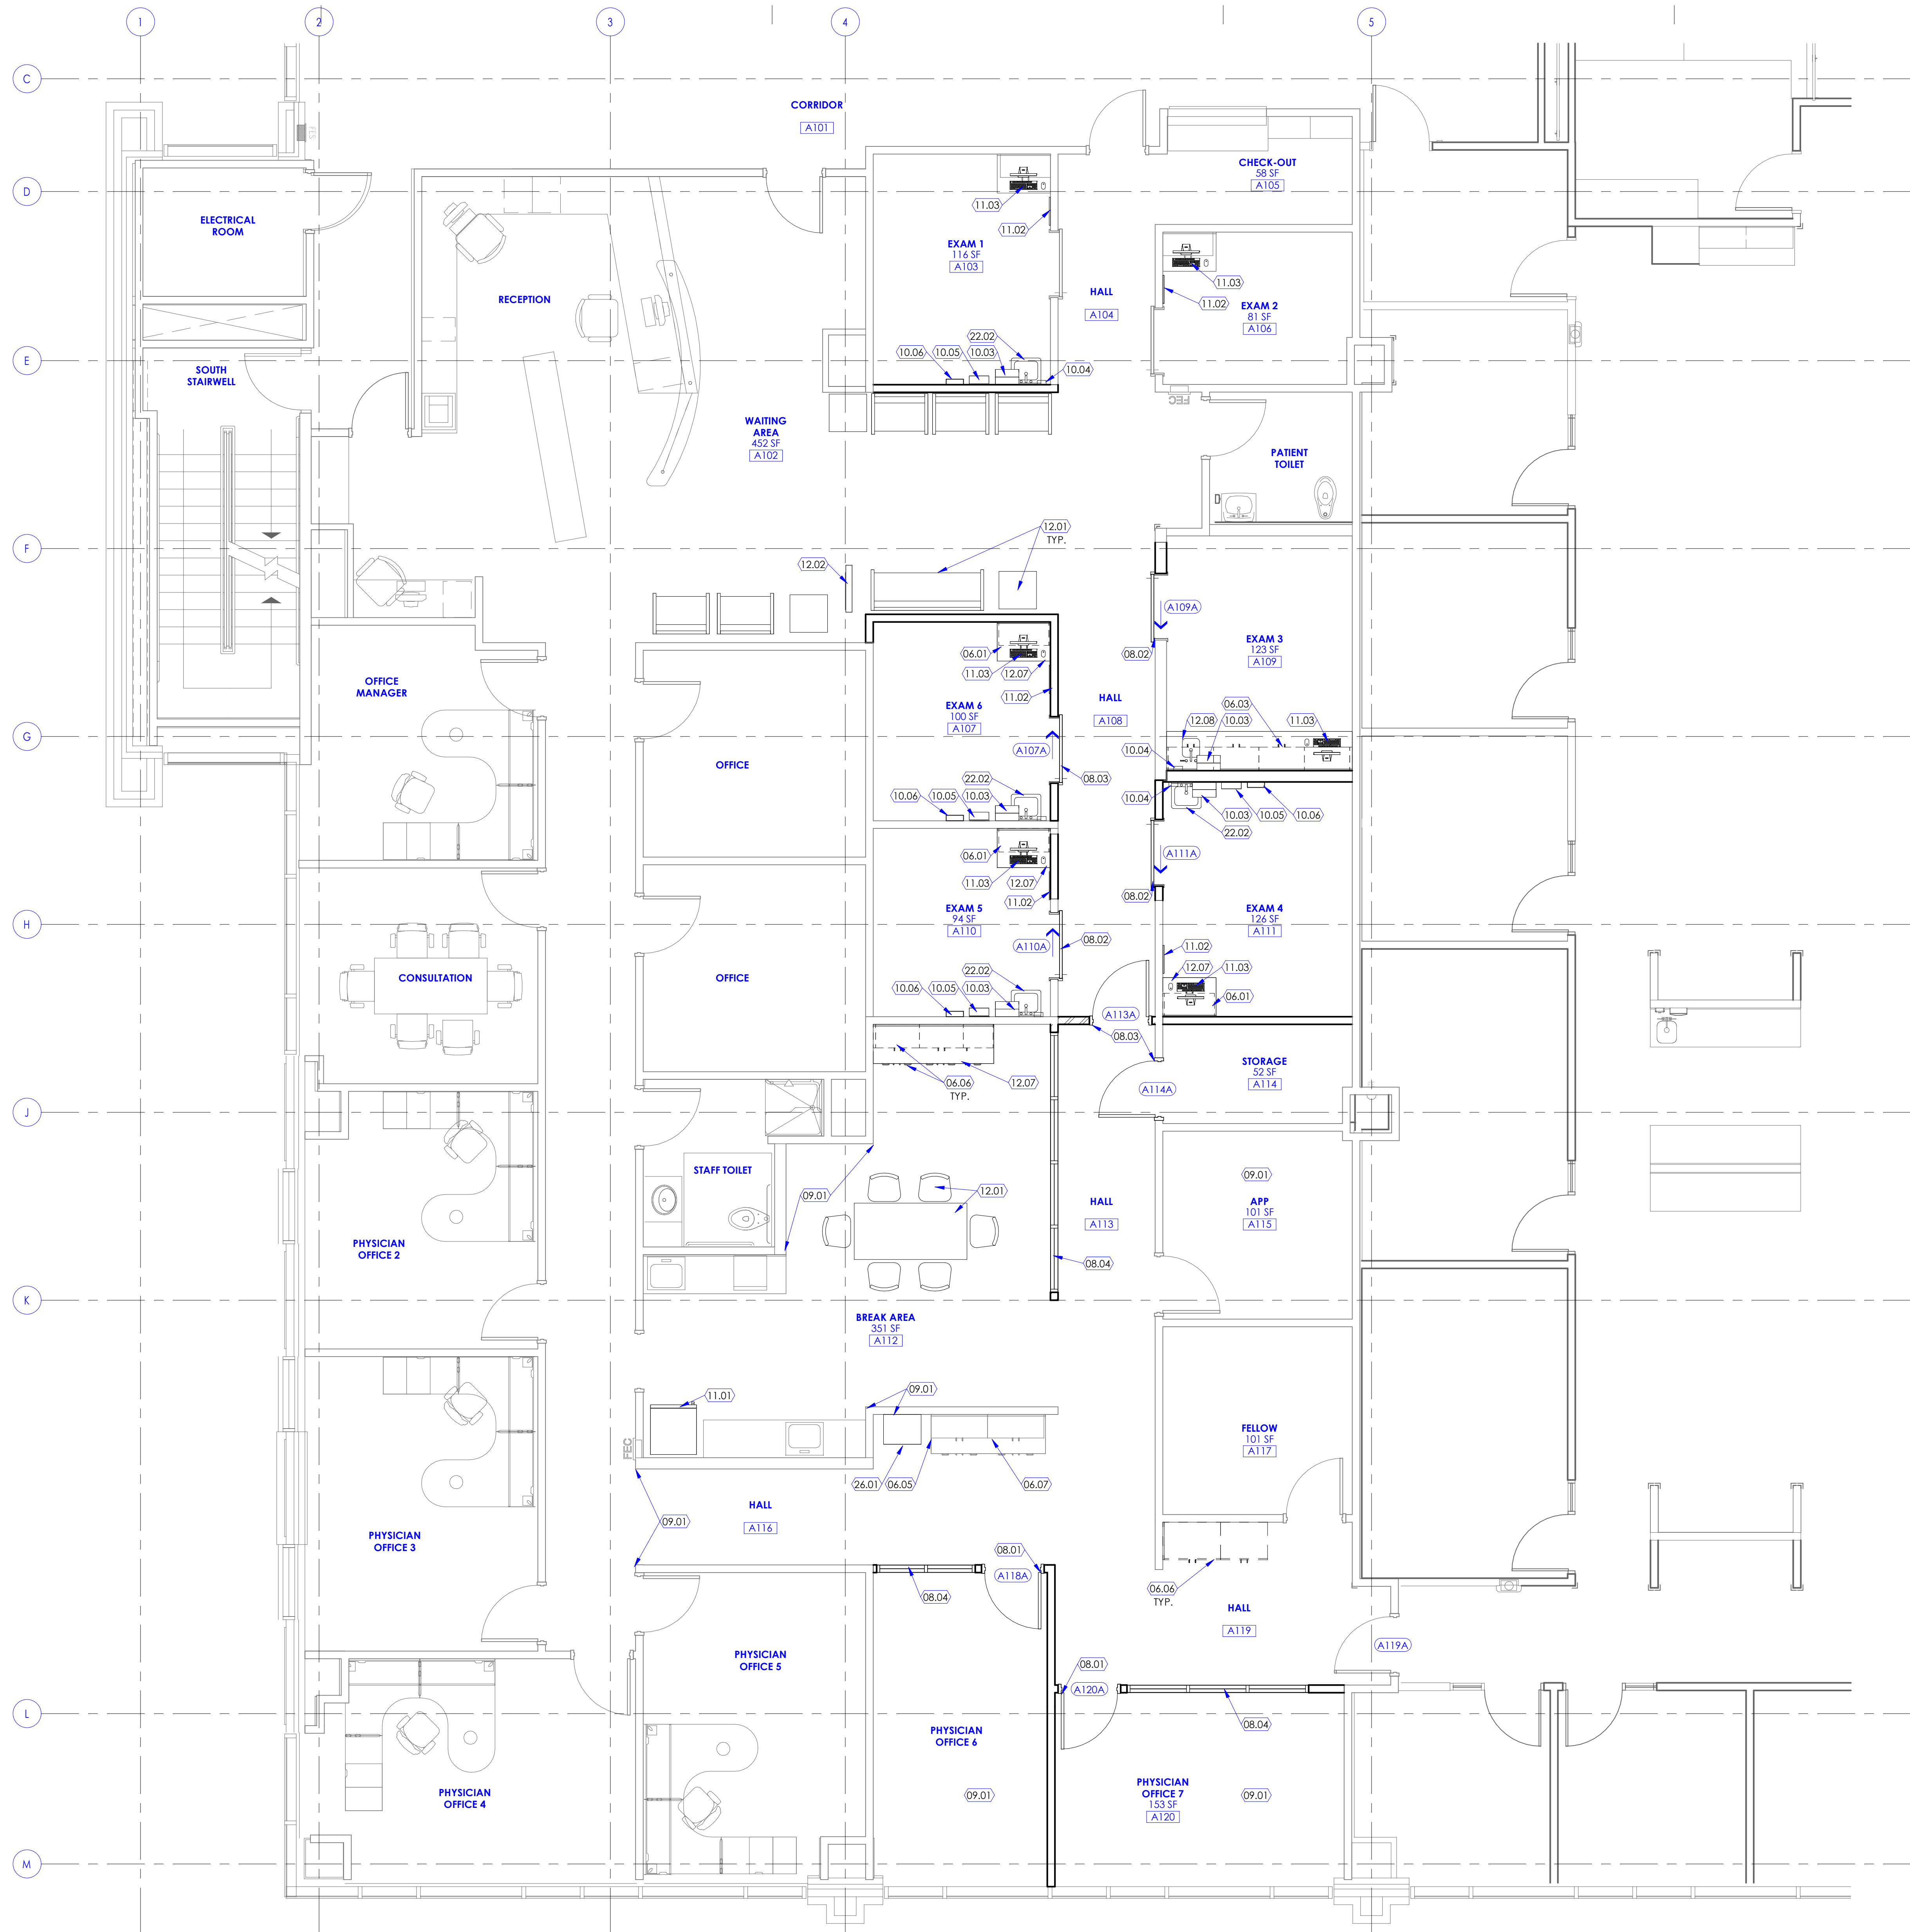 1
2
3
4
5
C
CORRIDOR
A101
FES
CHECK-OUT
58 SF
A105
D
11.03
ELECTRICAL
ROOM
11.02
EXAM 1
116 SF
A103
11.03
RECEPTION
HALL
A104
11.02
EXAM 2
81 SF
A106
22.02
10.06
10.05
10.03
E
10.04
SOUTH
STAIRWELL
FEC
WAITING
AREA
452 SF
A102
PATIENT
TOILET
12.01
TYP.
F
12.02
A109A
EXAM 3
123 SF
A109
06.01
08.02
11.03
12.07
OFFICE
MANAGER
11.02
HALL
A108
EXAM 6
100 SF
A107
06.03
12.08
10.03
11.03
G
A107A
10.04
OFFICE
22.02
08.03
10.06
10.05
10.03
10.04
10.03
10.05
10.06
22.02
06.01
A111A
11.03
12.07
08.02
11.02
EXAM 5
94 SF
A110
EXAM 4
126 SF
A111
H
A110A
08.02
11.02
CONSULTATION
OFFICE
22.02
12.07
11.03
10.06
10.05
10.03
06.01
A113A
08.03
STORAGE
52 SF
A114
06.06
TYP.
12.07
A114A
J
STAFF TOILET
09.01
12.01
09.01
HALL
A113
APP
101 SF
A115
PHYSICIAN
OFFICE 2
08.04
K
BREAK AREA
351 SF
A112
11.01
09.01
FELLOW
101 SF
A117
FEC
26.01
06.05
06.07
HALL
A116
09.01
PHYSICIAN
OFFICE 3
08.01
A118A
08.04
06.06
TYP.
HALL
A119
A119A
PHYSICIAN
OFFICE 5
08.01
A120A
L
08.04
PHYSICIAN
OFFICE 6
PHYSICIAN
OFFICE 4
09.01
PHYSICIAN
OFFICE 7
153 SF
A120
09.01
M